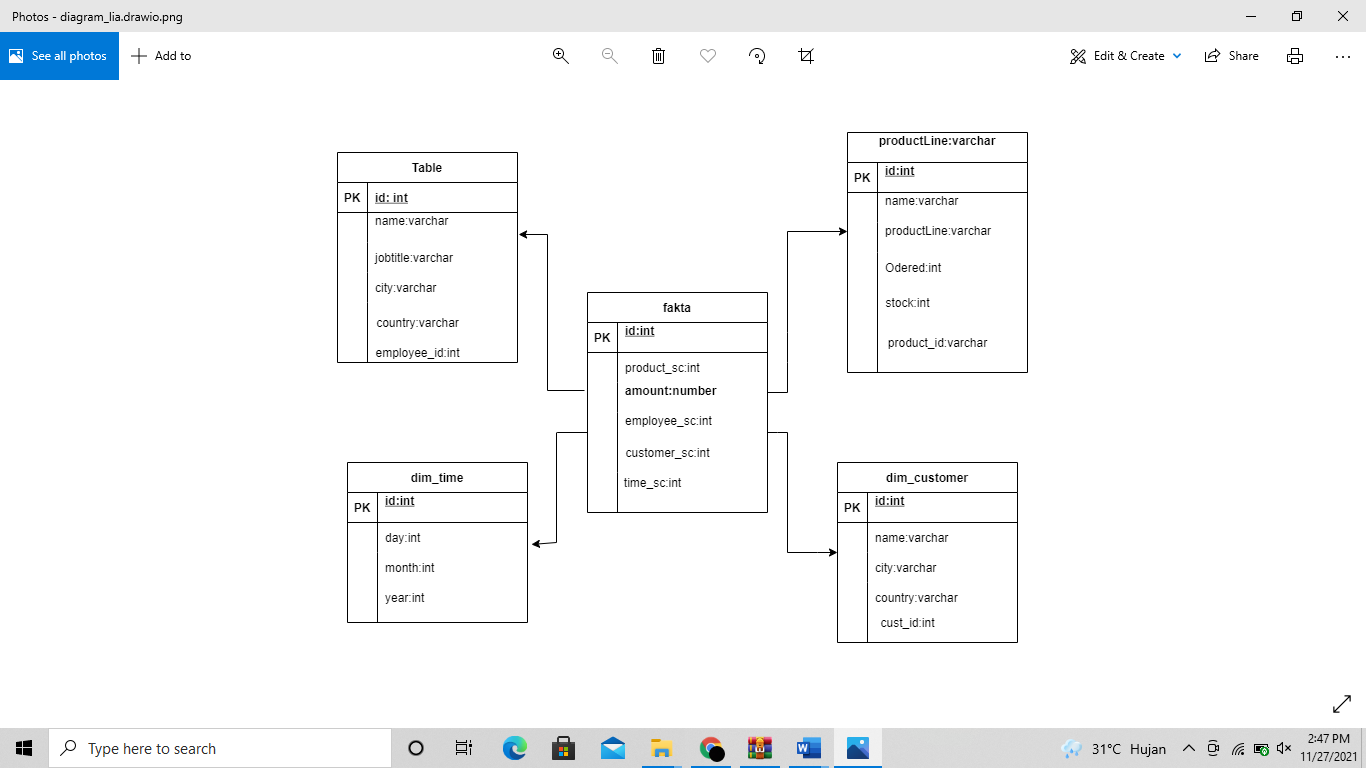 Photos - diagram_lia.drawio.png
See all photos
Add to
Edit & Create
Share
Table
PK
id: int
name:varchar
jobtitle:varchar
city:varchar
country:varchar
employee_id:int
productLine:varchar
PK
id:int
name:varchar
productLine:varchar
Odered:int
stock:int
product_id:varchar
fakta
PK
id:int
product_sc:int
amount:number
employee_sc:int
customer_sc:int
time_sc:int
dim_time
PK
id:int
day:int
month:int
year:int
dim_customer
PK
id:int
name:varchar
city:varchar
country:varchar
cust_id:int
Type here to search
31°C Hujan
2:47 PM
11/27/2021